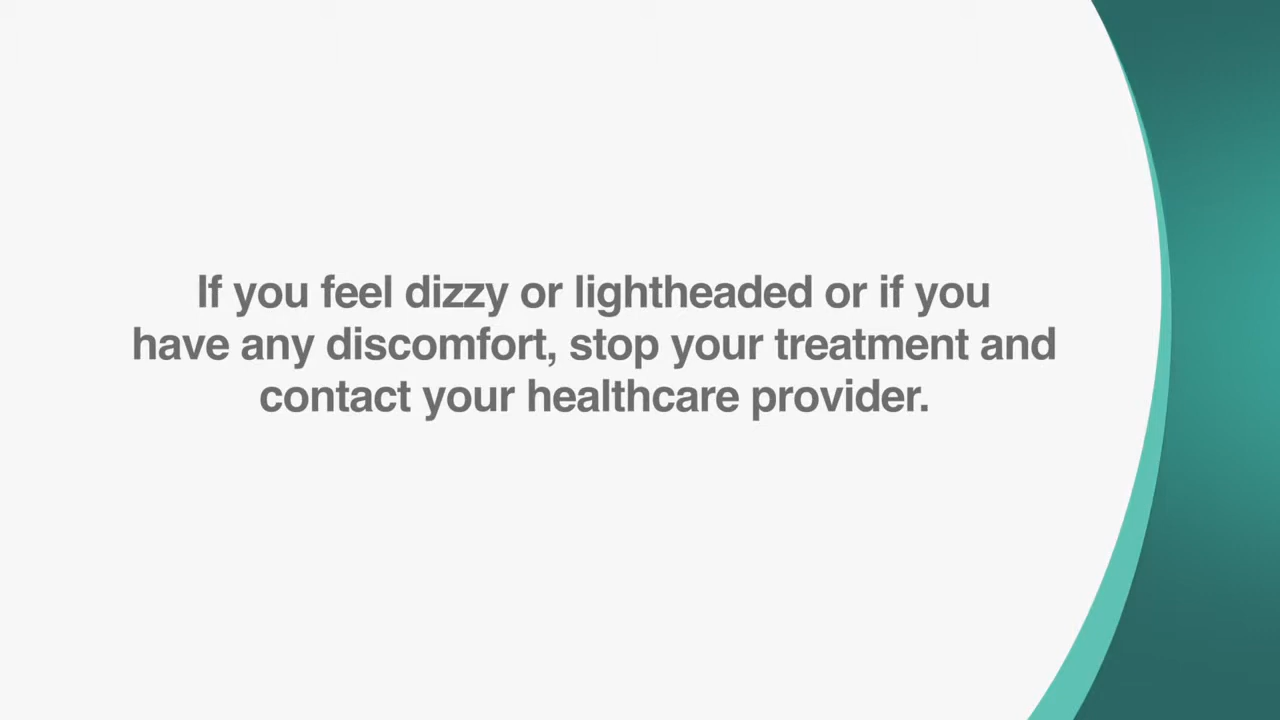 If you feel dizzy or lightheaded or if you
have any discomfort, stop your treatment and
contact your healthcare provider.